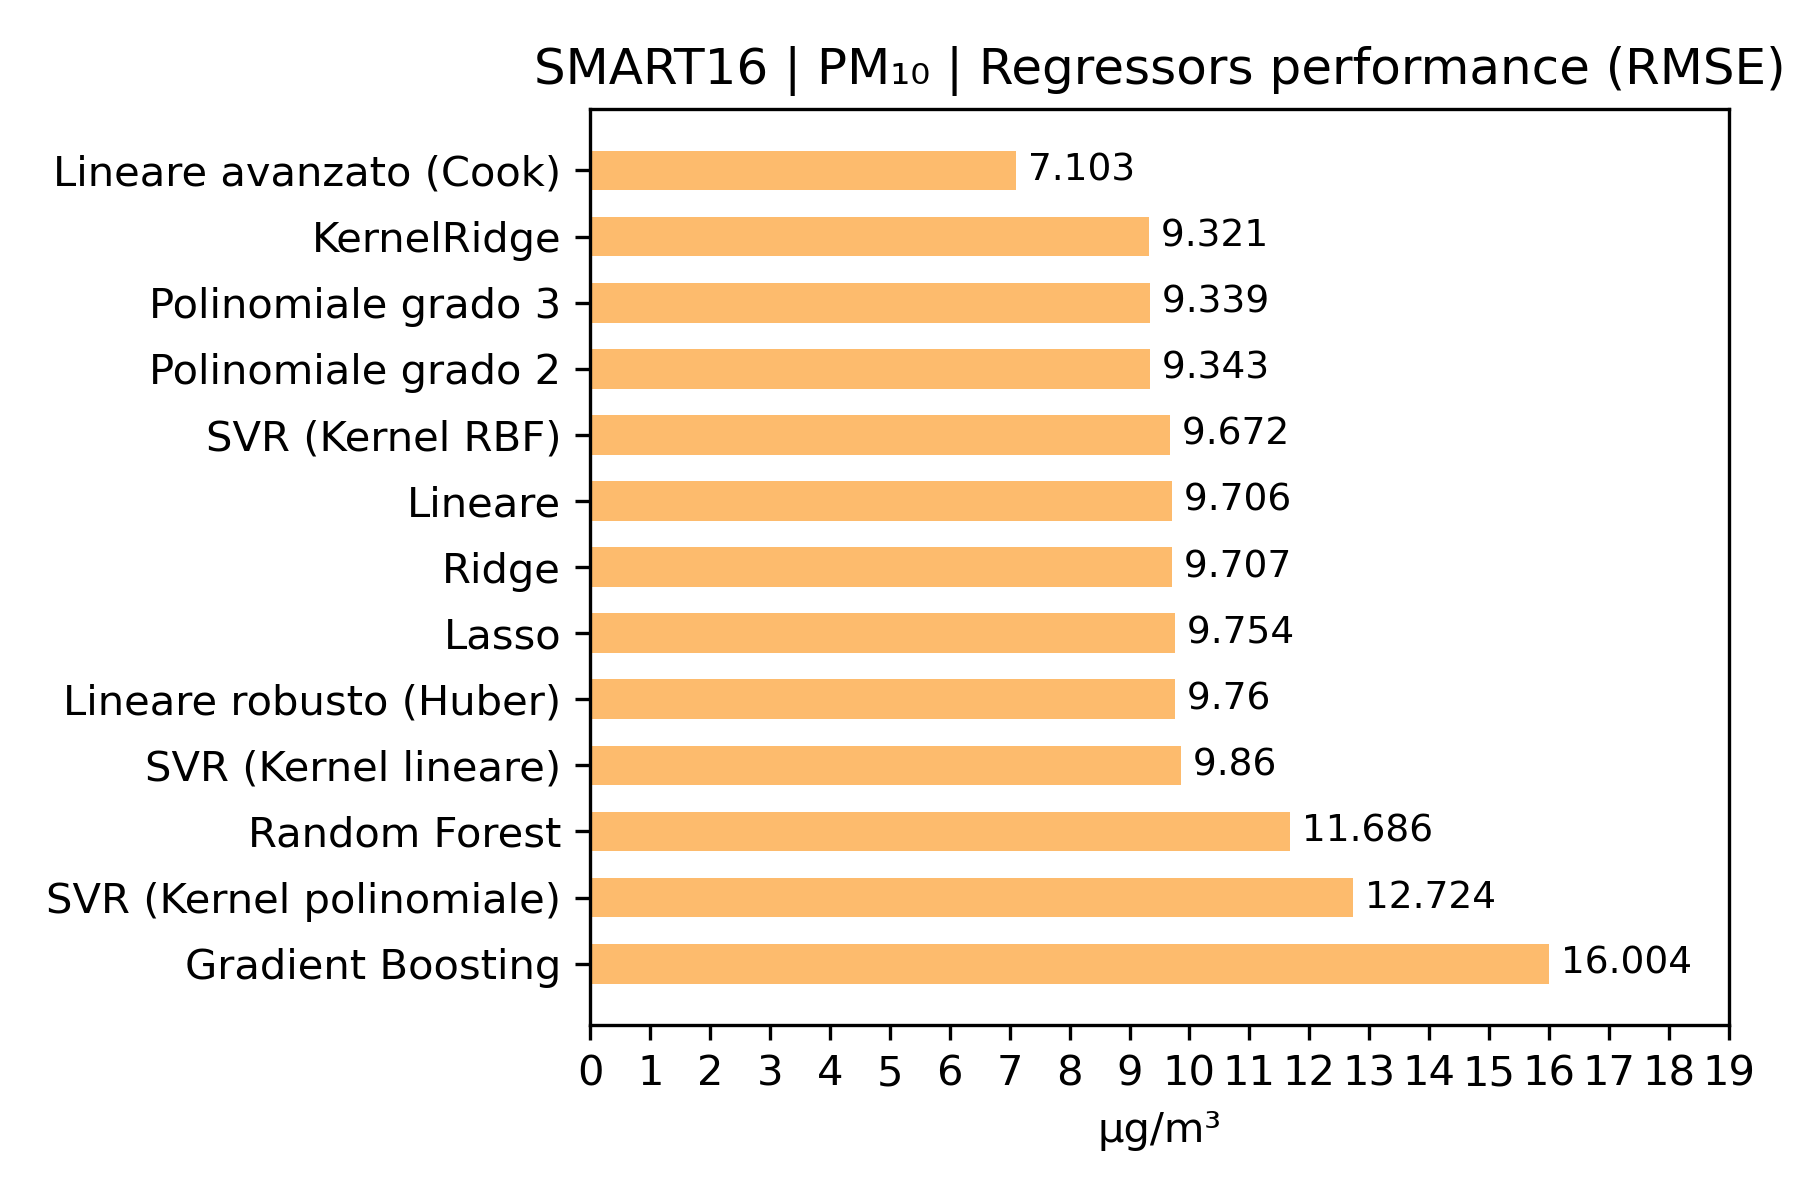 SMART16 | PM₁₀ | Regressors performance (RMSE)
Lineare avanzato (Cook) 7.103
KernelRidge 9.321
Polinomiale grado 3 9.339
Polinomiale grado 2 9.343
SVR (Kernel RBF) 9.672
Lineare 9.706
Ridge 9.707
Lasso 9.754
Lineare robusto (Huber) 9.76
SVR (Kernel lineare) 9.86
Random Forest 11.686
SVR (Kernel polinomiale) 12.724
Gradient Boosting 16.004
0 1 2 3 4 5 6 7 8 9 10 11 12 13 14 15 16 17 18 19
µg/m³